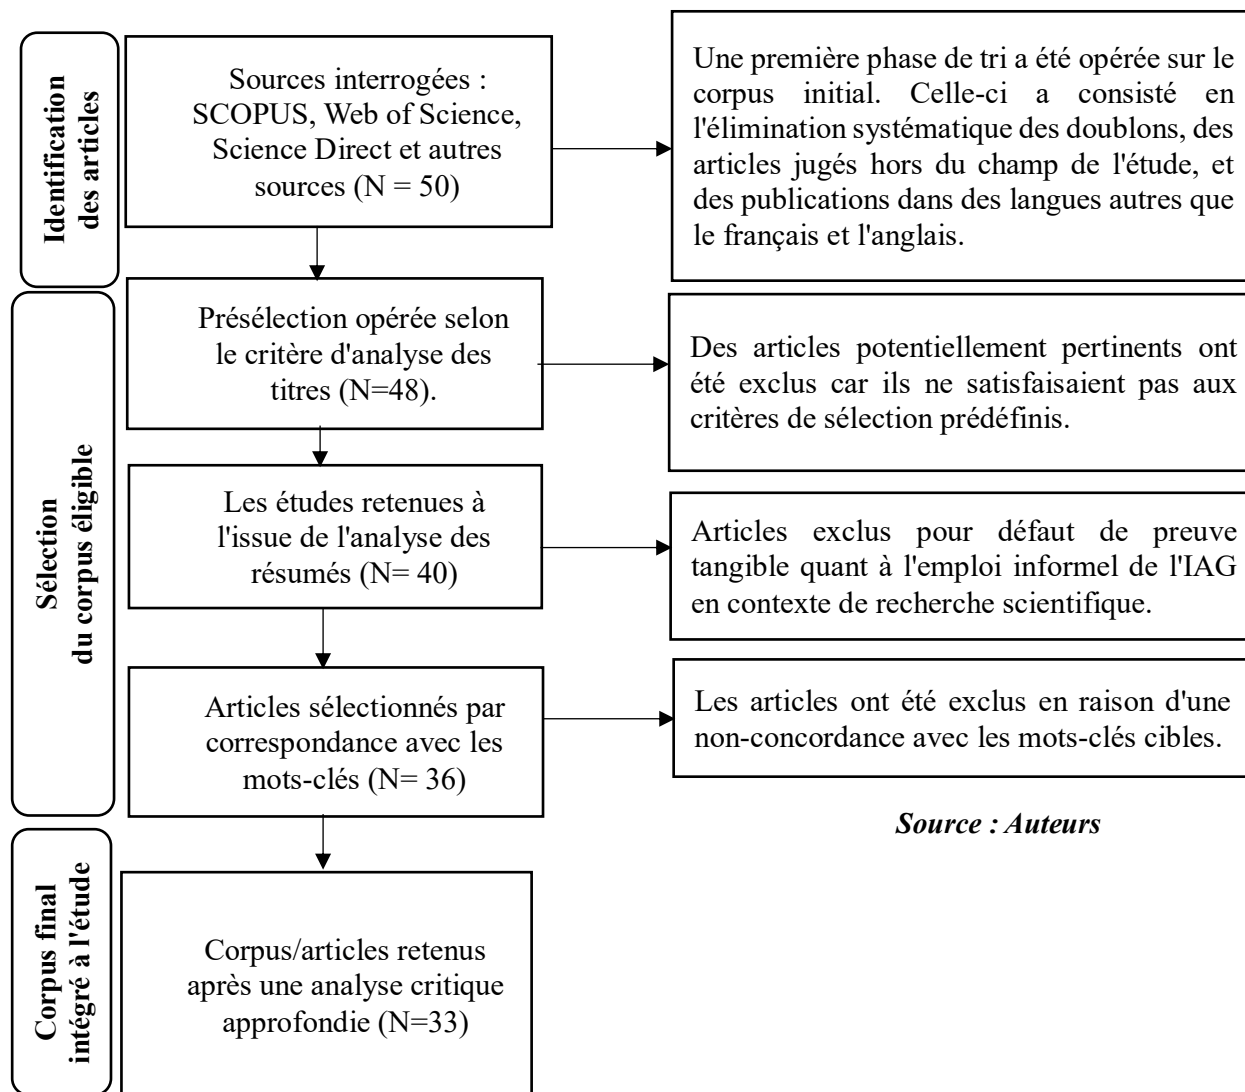 Identification
des articles
Sources interrogées :
SCOPUS, Web of Science,
Science Direct et autres
sources (N = 50)
Une première phase de tri a été opérée sur le
corpus initial. Celle-ci a consisté en
l'élimination systématique des doublons, des
articles jugés hors du champ de l'étude, et
des publications dans des langues autres que
le français et l'anglais.
Sélection
du corpus éligible
Présélection opérée selon
le critère d'analyse des
titres (N=48).
Des articles potentiellement pertinents ont
été exclus car ils ne satisfaisaient pas aux
critères de sélection prédéfinis.
Les études retenues à
l'issue de l'analyse des
résumés (N= 40)
Articles exclus pour défaut de preuve
tangible quant à l'emploi informel de l'IAG
en contexte de recherche scientifique.
Articles sélectionnés par
correspondance avec les
mots-clés (N= 36)
Les articles ont été exclus en raison d'une
non-concordance avec les mots-clés cibles.
Source : Auteurs
Corpus final
intégré à l'étude
Corpus/articles retenus
après une analyse critique
approfondie (N=33)